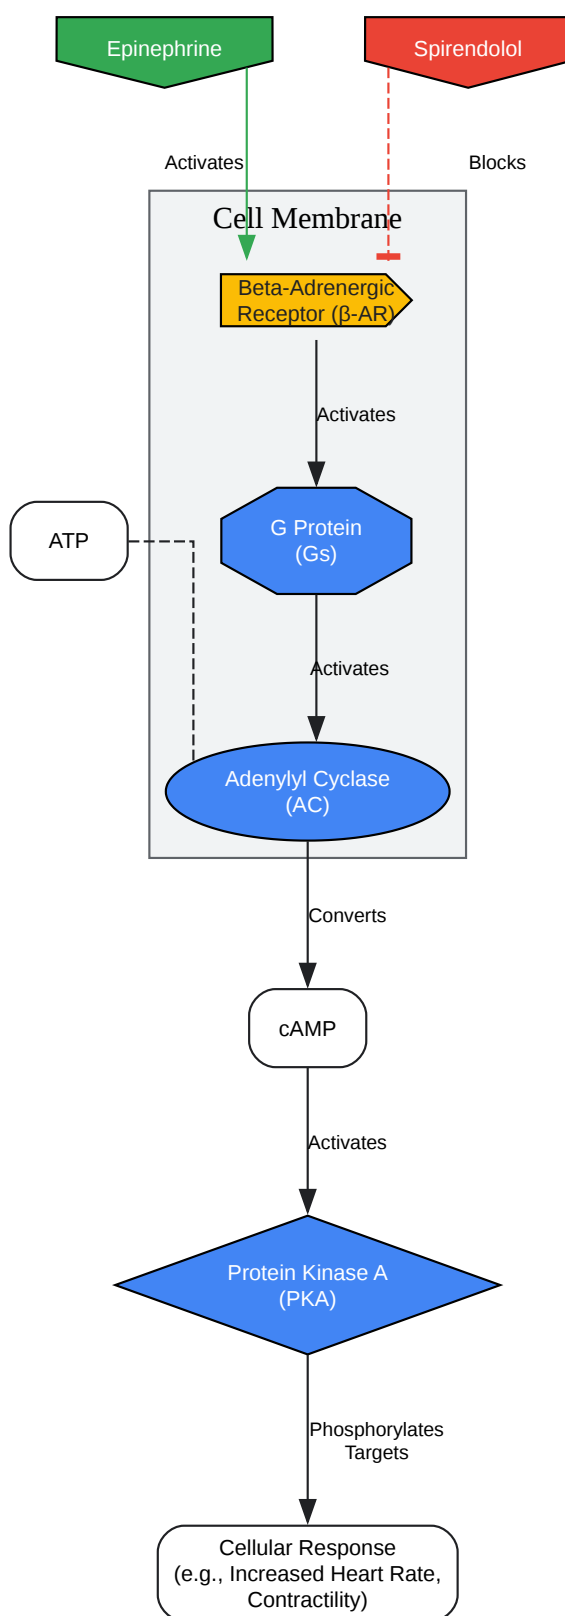 Epinephrine
Spirendolol
Activates
Blocks
Cell Membrane
Beta-Adrenergic
Receptor (β-AR)
Activates
ATP
G Protein
(Gs)
Activates
Adenylyl Cyclase
(AC)
Converts
cAMP
Activates
Protein Kinase A
(PKA)
Phosphorylates
Targets
Cellular Response
(e.g., Increased Heart Rate,
Contractility)